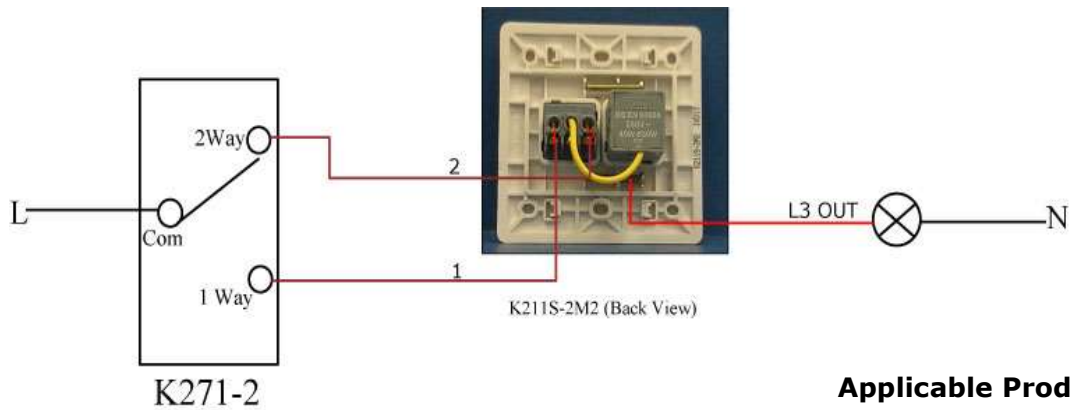 2Way
2
L
Com
L3 OUT
N
1 Way
1
K211S-2M2 (Back View)
K271-2
Applicable Prod